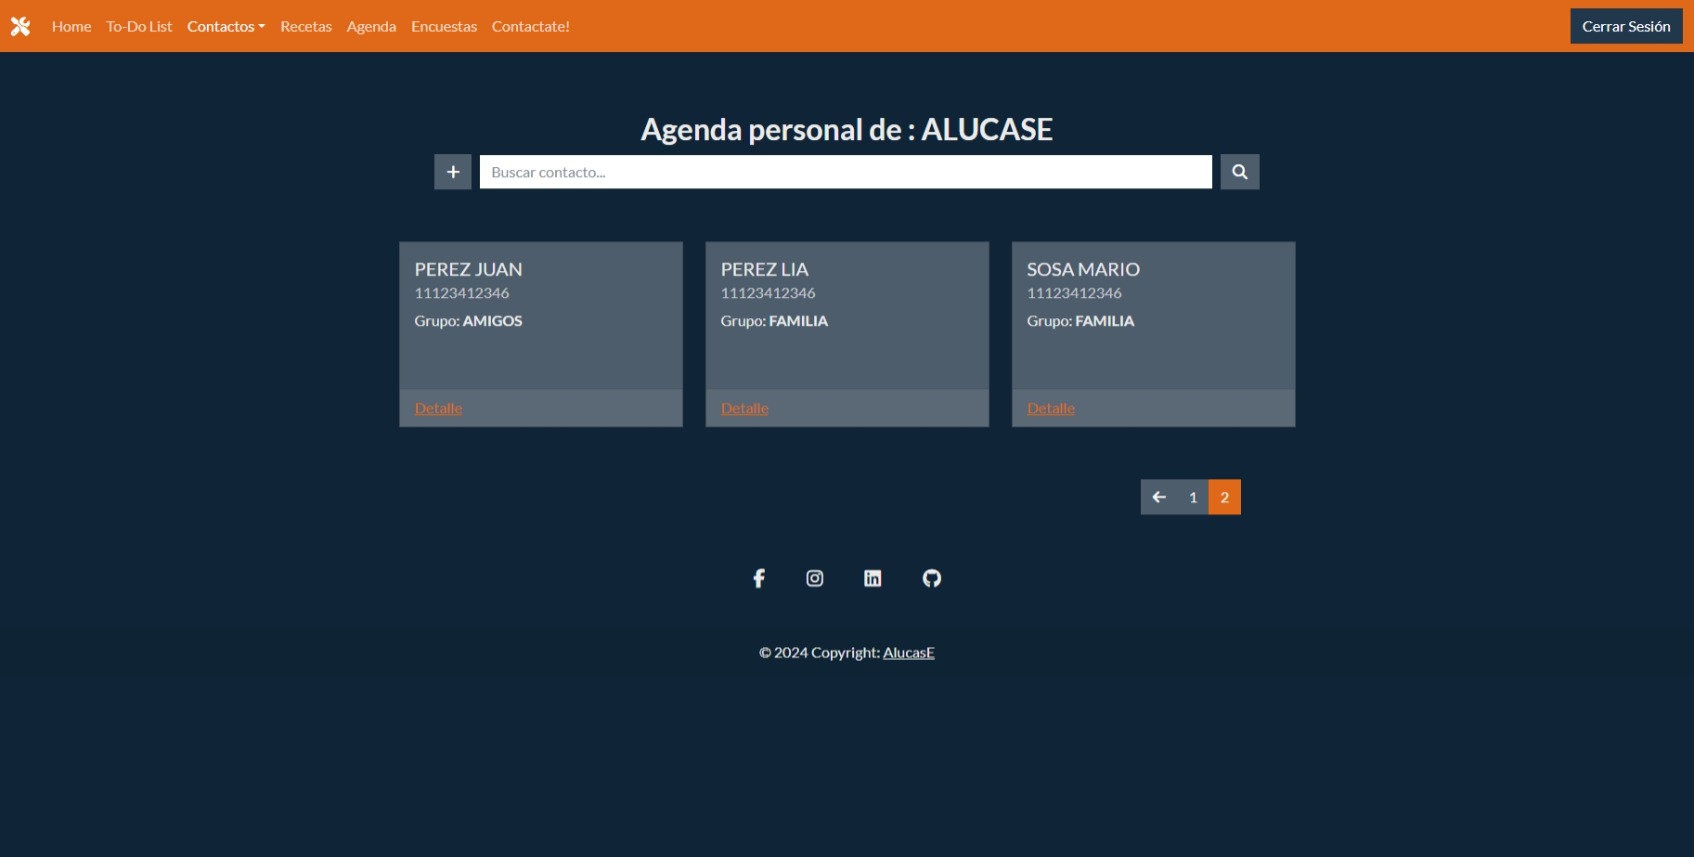 Home To-Do List Contactos Recetas Agenda Encuestas Contactate! Cerrar Sesión
Agenda personal de : ALUCASE
Buscar contacto...
PEREZ JUAN
11123412346
Grupo: AMIGOS
Detalle
PEREZ LIA
11123412346
Grupo: FAMILIA
Detalle
SOSA MARIO
11123412346
Grupo: FAMILIA
Detalle
1 2
© 2024 Copyright: AlucasE